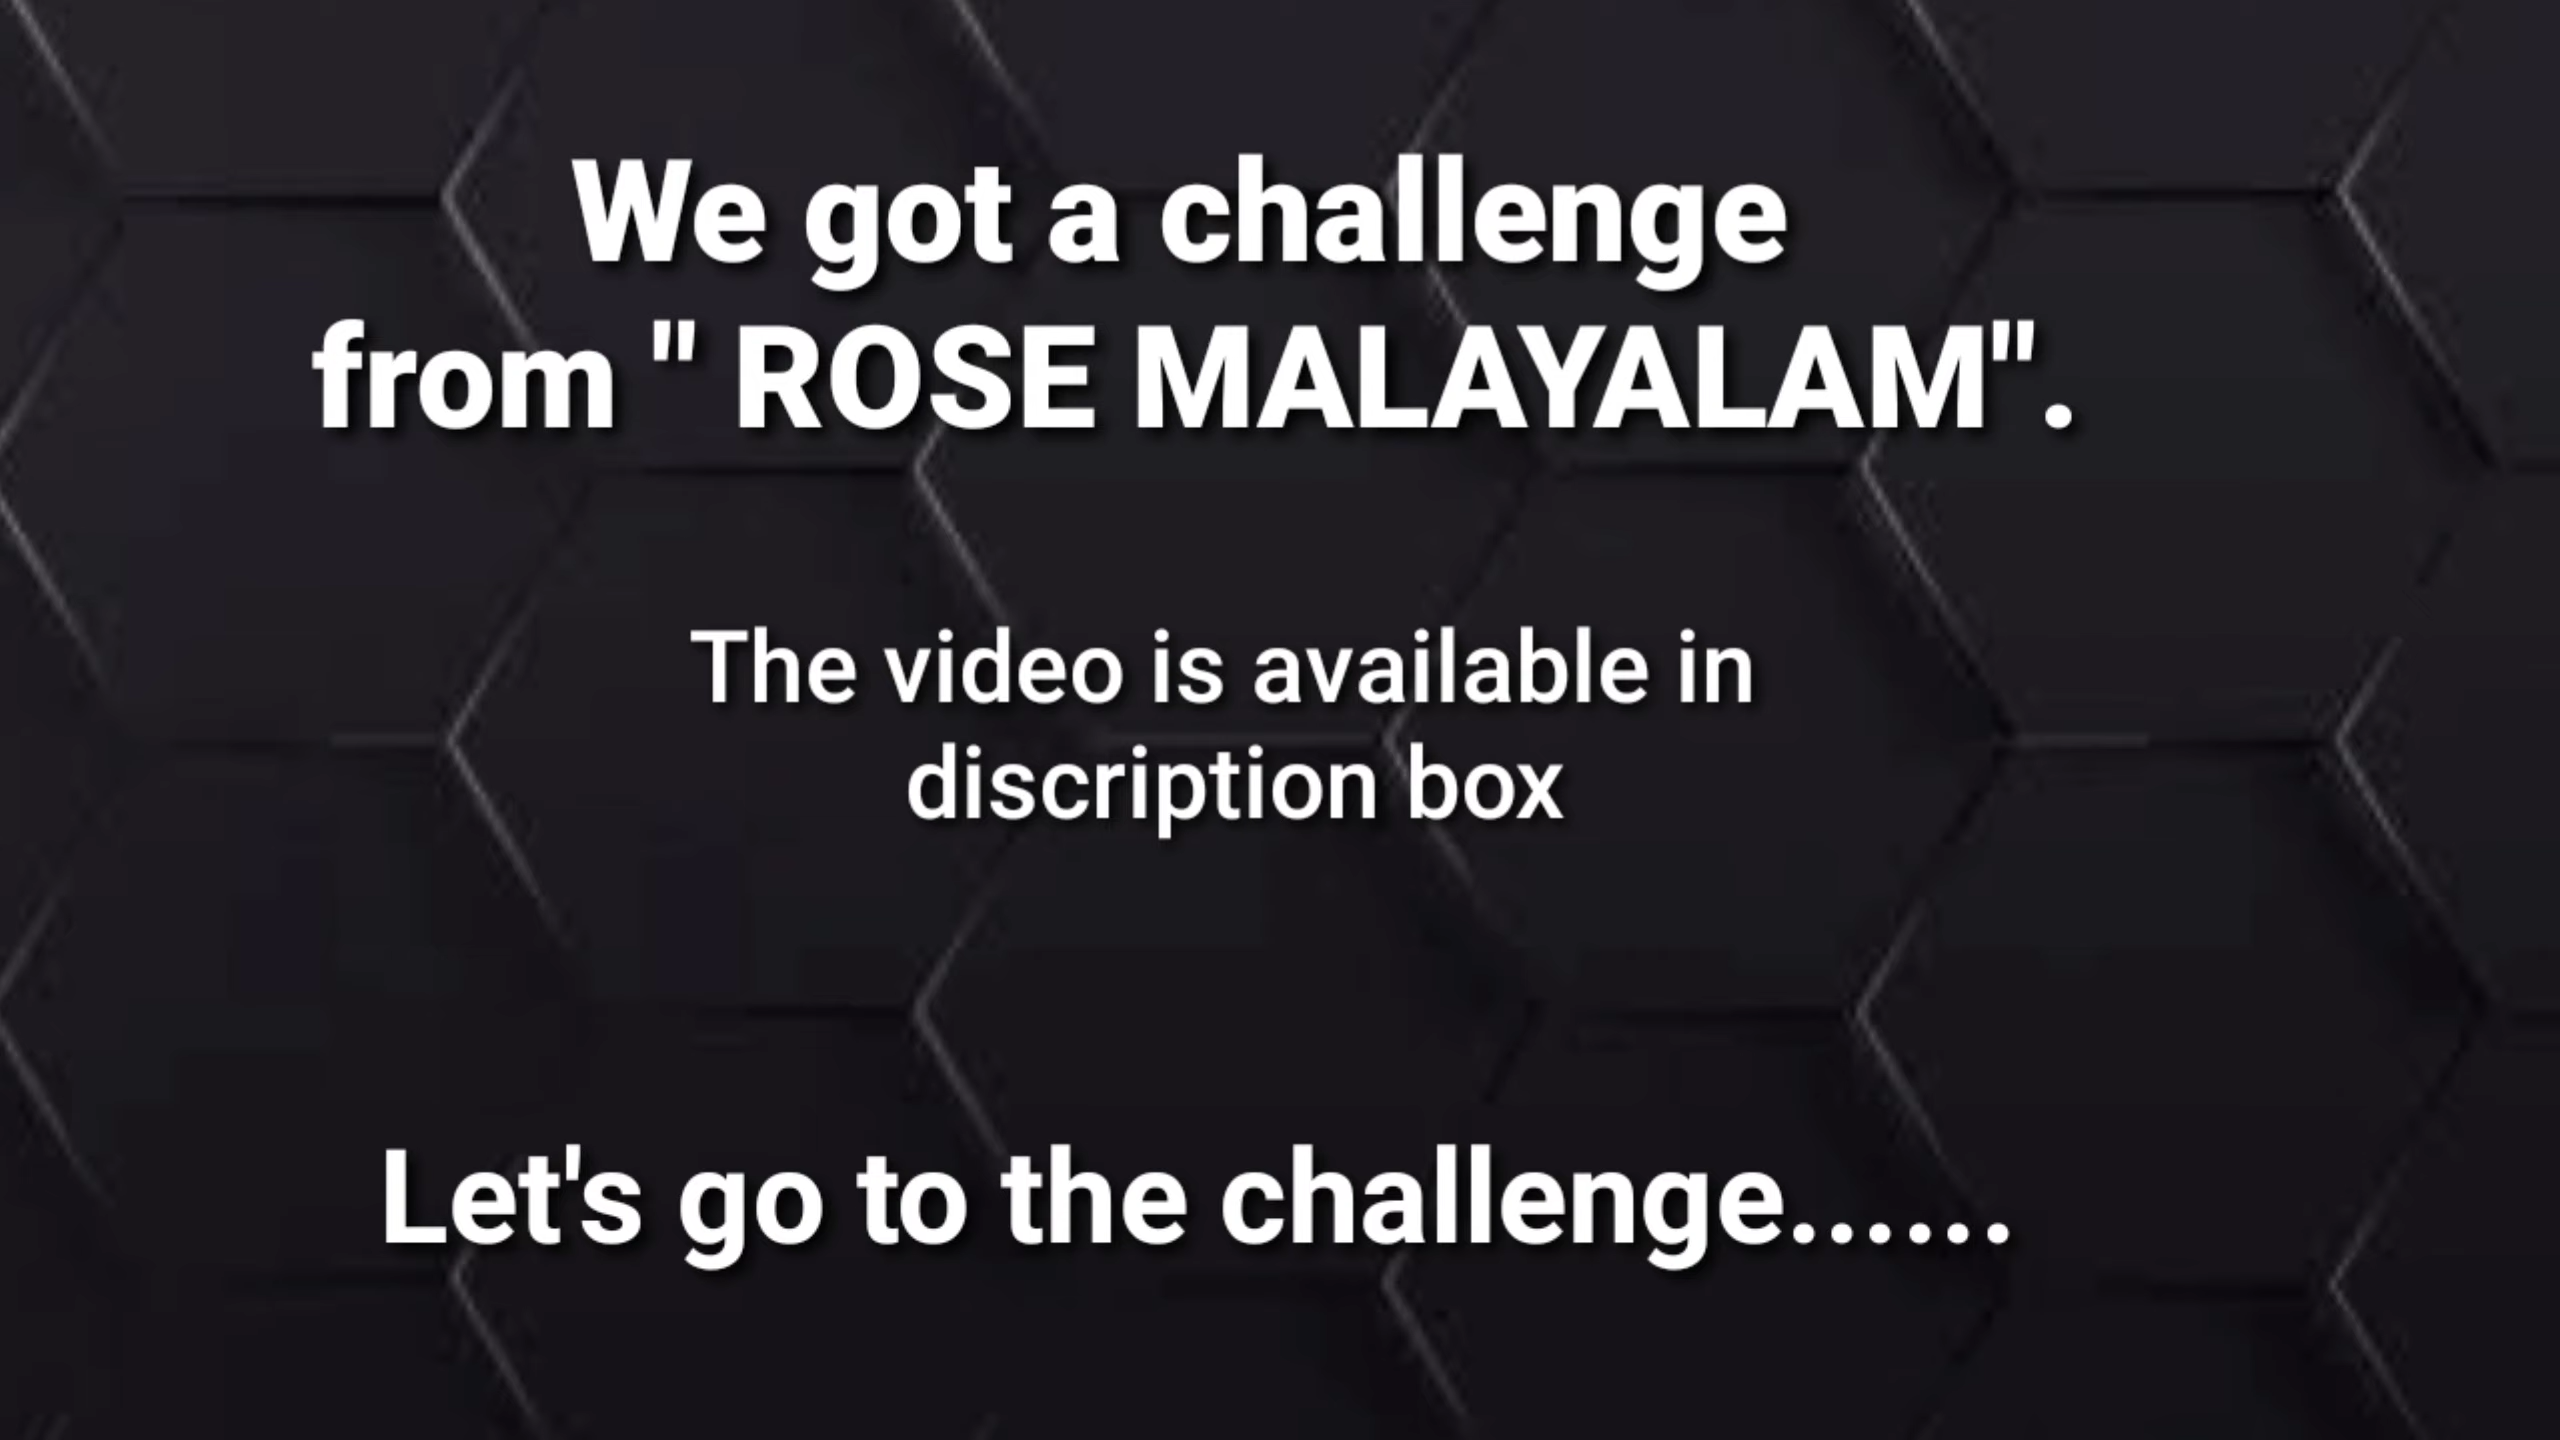 We got a challenge
from " ROSE MALAYALAM".
The video is available in
discription box
Let's go to the challenge......